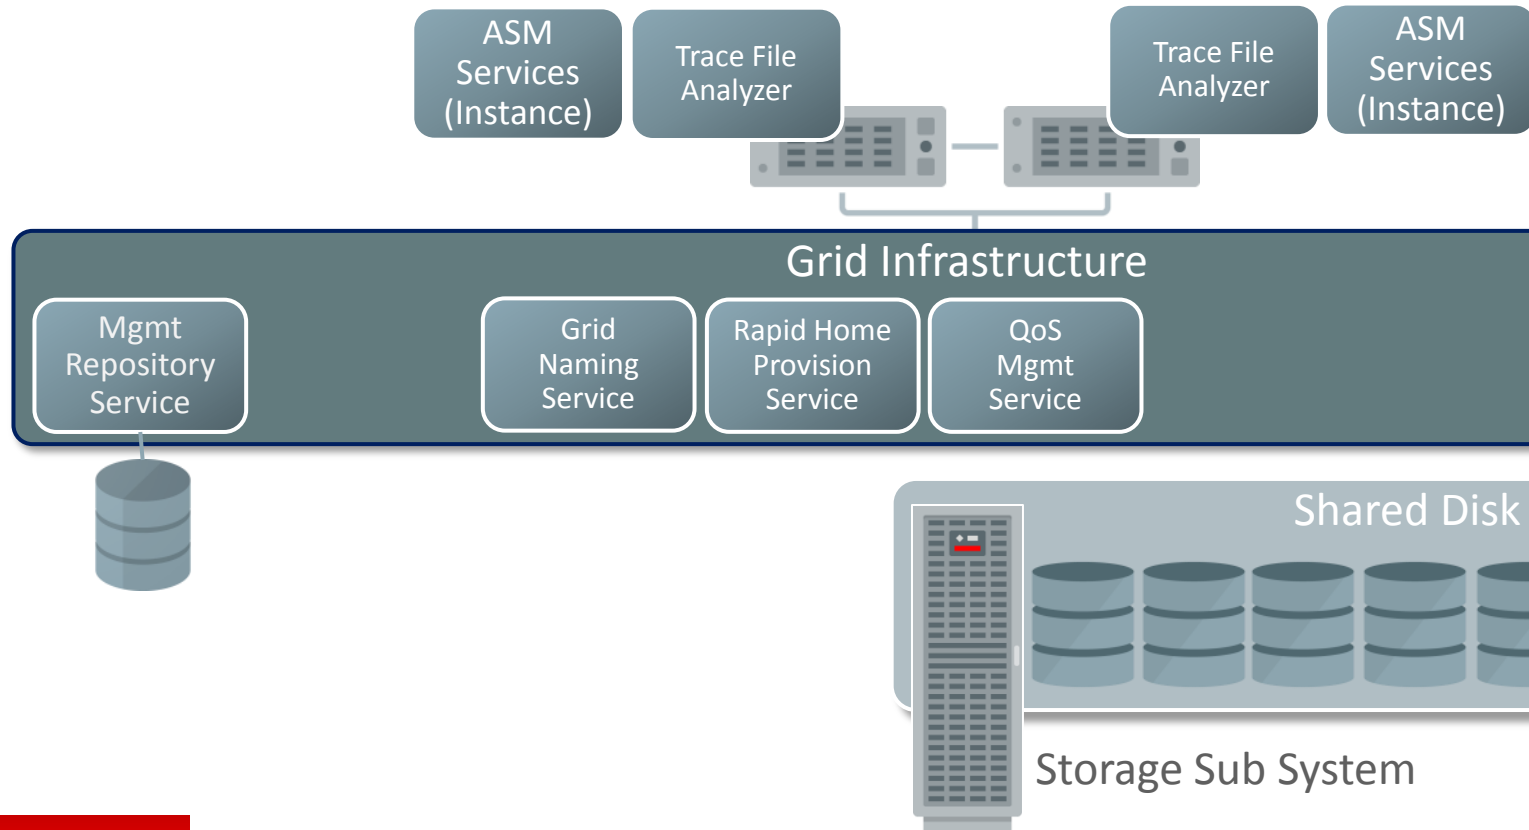 ASM
Services
(Instance)
Trace File
Analyzer
Trace File
Analyzer
ASM
Services
(Instance)
Grid Infrastructure
Mgmt
Repository
Service
Grid
Naming
Service
Rapid Home
Provision
Service
QoS
Mgmt
Service
Shared Disk
Storage Sub System